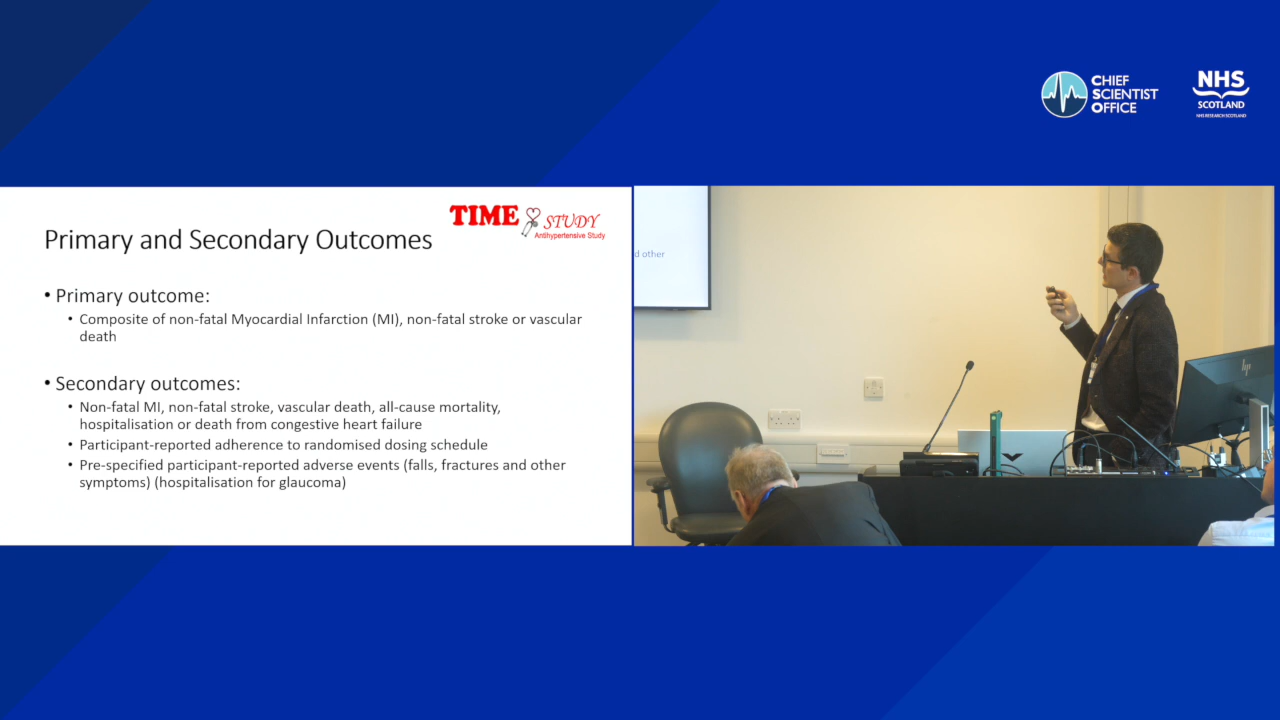 CHIEF
SCIENTIST
OFFICE
NHS
SCOTLAND
NHS RESEARCH SCOTLAND
TIME STUDY
Antihypertensive Study
Primary and Secondary Outcomes
• Primary outcome:
• Composite of non-fatal Myocardial Infarction (MI), non-fatal stroke or vascular
death
• Secondary outcomes:
• Non-fatal MI, non-fatal stroke, vascular death, all-cause mortality,
hospitalisation or death from congestive heart failure
• Participant-reported adherence to randomised dosing schedule
• Pre-specified participant-reported adverse events (falls, fractures and other
symptoms) (hospitalisation for glaucoma)
d other
hp